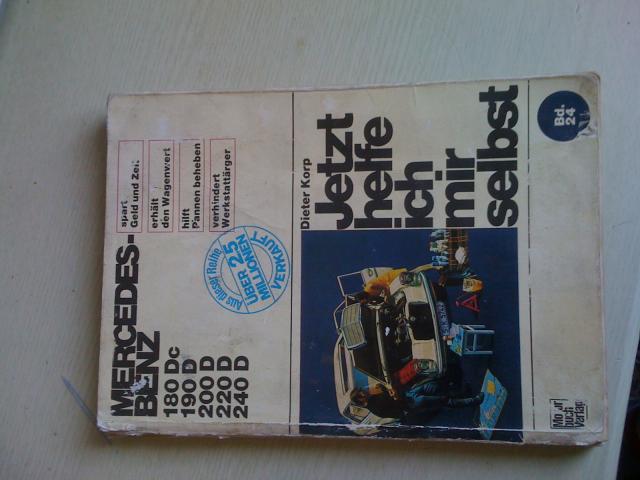 Dieter Korp
Jetzt
helfe
ich
mir
selbst
Bd.
24
MERCEDES-
BENZ
180 Dc
190 D
200 D
220 D
240 D
spart
Geld und Zeit
erhält
den Wagenwert
hilft
Pannen beheben
verhindert
Werkstattärger
Aus dieser Reihe
ÜBER 25
MILLIONEN
VERKAUFT
Motor
buch
Verlag